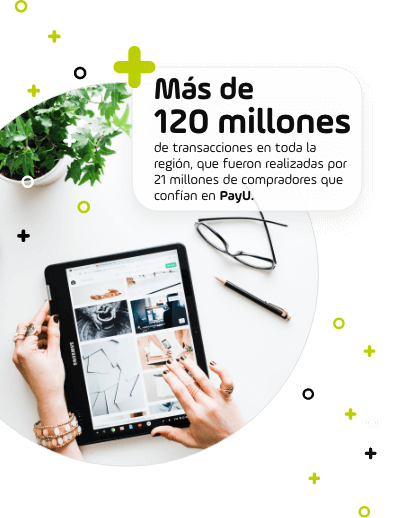 Más de
120 millones
de transacciones en toda la
región, que fueron realizadas por
21 millones de compradores que
confían en PayU.
SAMSUNG